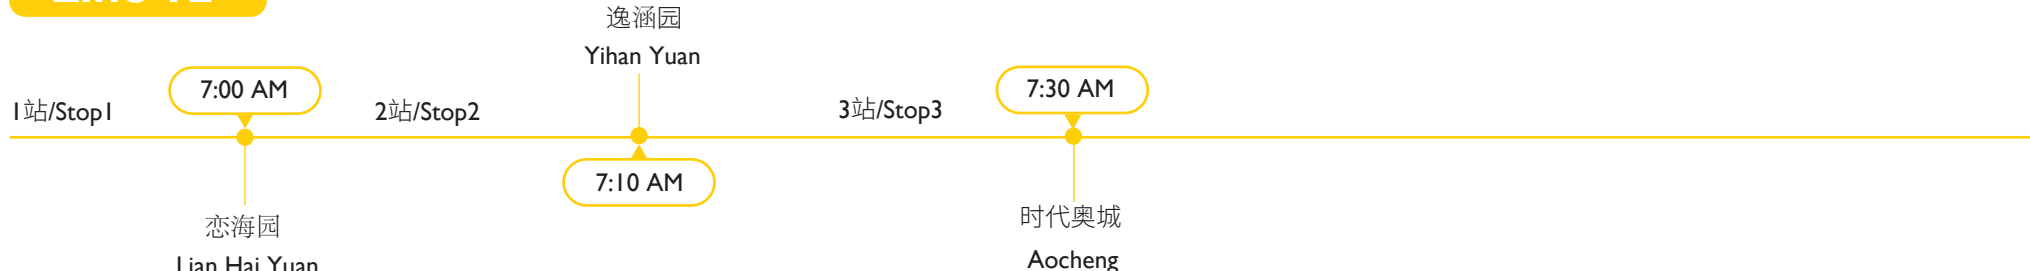 1站/Stop1
7:00 AM
恋海园
Lian Hai Yuan
2站/Stop2
逸涵园
Yihan Yuan
7:10 AM
3站/Stop3
7:30 AM
时代奥城
Aocheng